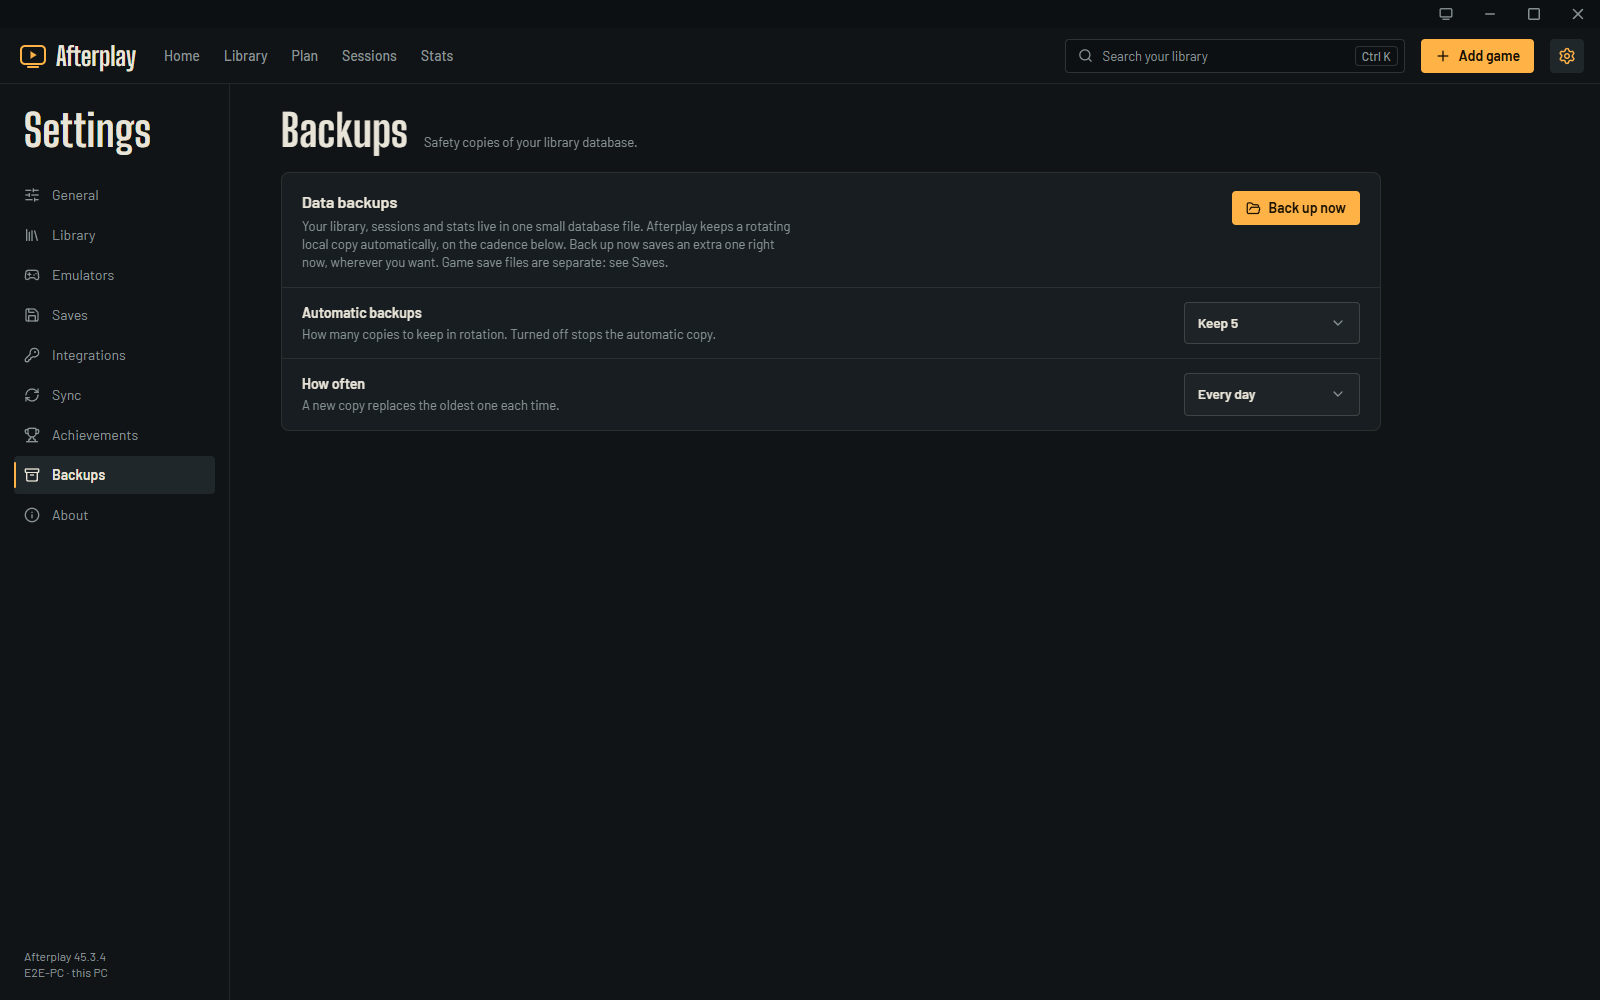 Afterplay
Home
Library
Plan
Sessions
Stats
Search your library
Ctrl K
Add game
Settings
General
Library
Emulators
Saves
Integrations
Sync
Achievements
Backups
About
Afterplay 45.3.4
E2E-PC · this PC
Backups
Safety copies of your library database.
Data backups
Your library, sessions and stats live in one small database file. Afterplay keeps a rotating
local copy automatically, on the cadence below. Back up now saves an extra one right
now, wherever you want. Game save files are separate: see Saves.
Back up now
Automatic backups
How many copies to keep in rotation. Turned off stops the automatic copy.
Keep 5
How often
A new copy replaces the oldest one each time.
Every day